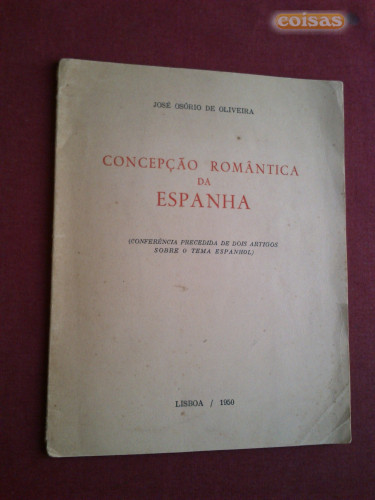 coisas
JOSÉ OSÓRIO DE OLIVEIRA
CONCEPÇÃO ROMÂNTICA
DA
ESPANHA
(CONFERÊNCIA PRECEDIDA DE DOIS ARTIGOS
SOBRE O TEMA ESPANHOL)
LISBOA / 1950